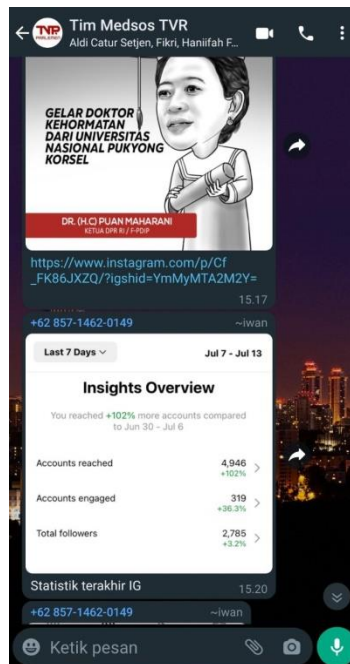 TVR
PARLEMEN
Tim Medsos TVR
Aldi Catur Setjen, Fikri, Haniifah F...
GELAR DOKTOR
KEHORMATAN
DARI UNIVERSITAS
NASIONAL PUKYONG
KORSEL
DR. (H.C) PUAN MAHARANI
KETUA DPR RI / F-PDIP
https://www.instagram.com/p/Cf
_FK86JXZQ/?igshid=YmMyMTA2M2Y=
15.17
+62 857-1462-0149 ~iwan
Last 7 Days Jul 7 - Jul 13
Insights Overview
You reached +102% more accounts compared
to Jun 30 - Jul 6
Accounts reached 4,946
+102%
Accounts engaged 319
+36.3%
Total followers 2,785
+3.2%
Statistik terakhir IG 15.20
+62 857-1462-0149 ~iwan
Ketik pesan